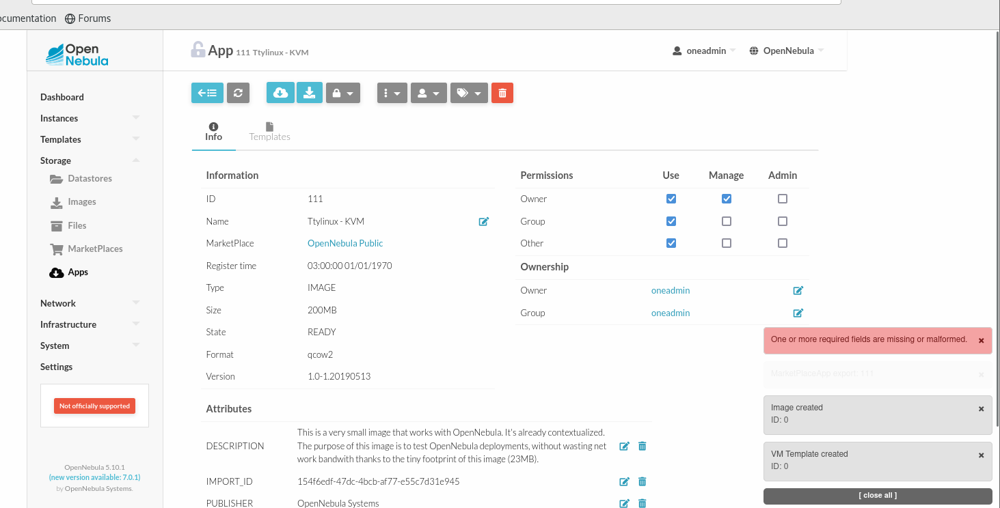 ocumentation Forums
Open
Nebula
App 111 Ttylinux - KVM
oneadmin OpenNebula
Dashboard
Instances
Templates
Storage
Datastores
Images
Files
MarketPlaces
Apps
Network
Infrastructure
System
Settings
Not officially supported
OpenNebula 5.10.1
(new version available: 7.0.1)
by OpenNebula Systems.
Info Templates
Information
ID 111
Name Ttylinux - KVM
MarketPlace OpenNebula Public
Register time 03:00:00 01/01/1970
Type IMAGE
Size 200MB
State READY
Format qcow2
Version 1.0-1.20190513
Permissions Use Manage Admin
Owner
Group
Other
Ownership
Owner oneadmin
Group oneadmin
Attributes
DESCRIPTION This is a very small image that works with OpenNebula. It's already contextualized.
The purpose of this image is to test OpenNebula deployments, without wasting net
work bandwith thanks to the tiny footprint of this image (23MB).
IMPORT_ID 154f6edf-47dc-4bcb-af77-e55c7d31e945
PUBLISHER OpenNebula Systems
One or more required fields are missing or malformed.
MarketPlaceApp export: 111
Image created
ID: 0
VM Template created
ID: 0
[ close all ]